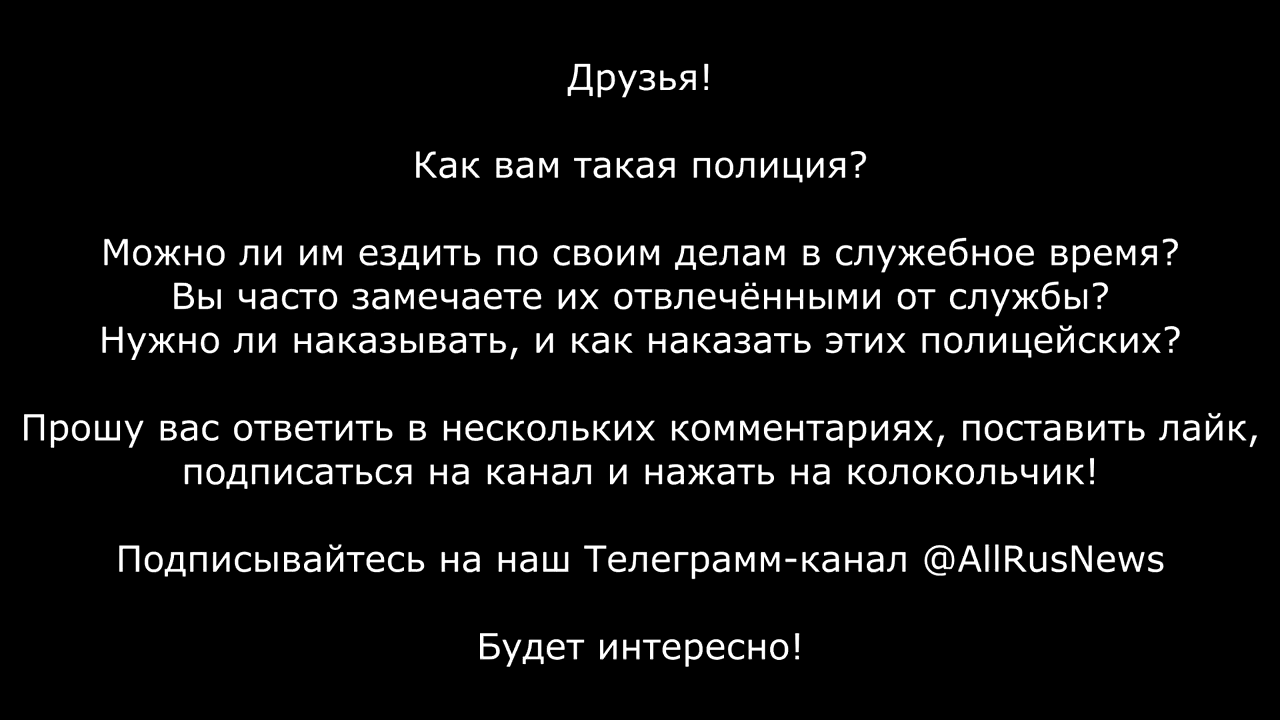 Друзья!
Как вам такая полиция?
Можно ли им ездить по своим делам в служебное время?
Вы часто замечаете их отвлечёнными от службы?
Нужно ли наказывать, и как наказать этих полицейских?
Прошу вас ответить в нескольких комментариях, поставить лайк,
подписаться на канал и нажать на колокольчик!
Подписывайтесь на наш Телеграмм-канал @AllRusNews
Будет интересно!